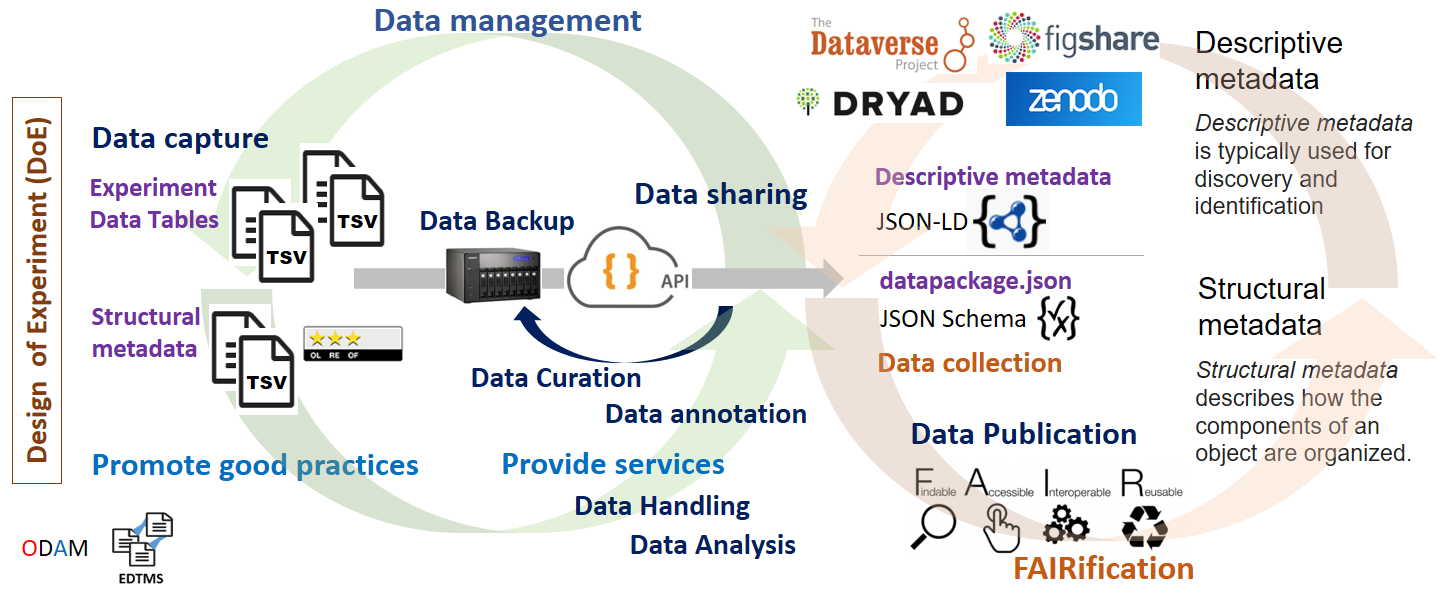 Data management
The
Dataverse
Project
figshare
DRYAD
zenodo
Descriptive
metadata
Descriptive metadata
is typically used for
discovery and
identification
Design of Experiment (DoE)
Data capture
Experiment
Data Tables
TSV
TSV
Data Backup
Data sharing
API
Descriptive metadata
JSON-LD
datapackage.json
JSON Schema
Data collection
Structural
metadata
Structural metadata
describes how the
components of an
object are organized.
Structural
metadata
TSV
OL RE OF
Data Curation
Data annotation
Data Publication
Promote good practices
Provide services
Data Handling
Data Analysis
Findable Accessible Interoperable Reusable
FAIRification
ODAM
EDTMS